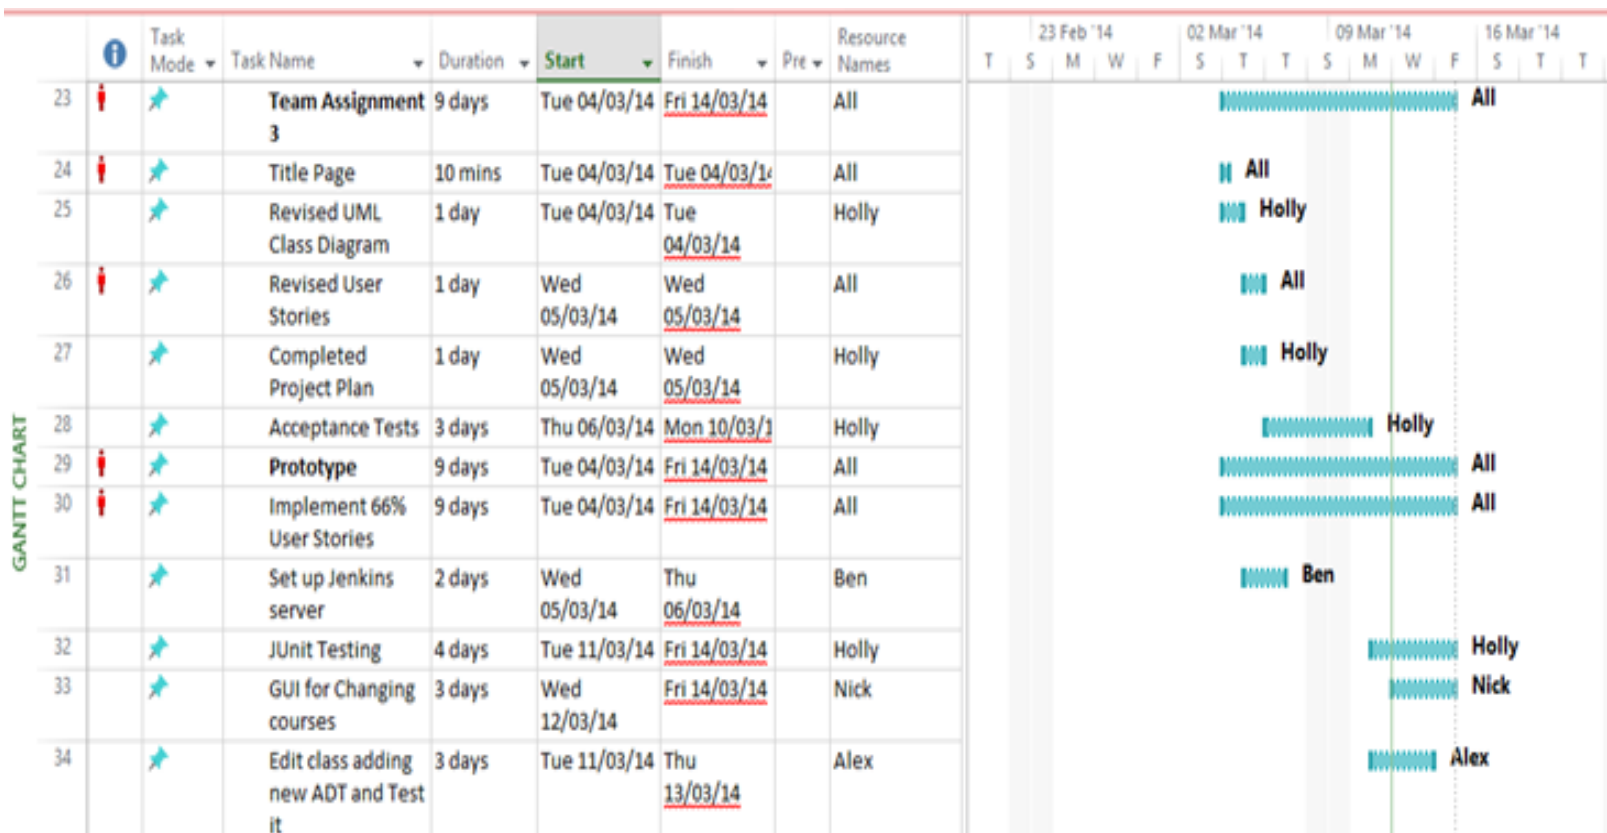 Task
Mode
Task Name
Duration
Start
Finish
Pre
Resource
Names
23 Feb '14
02 Mar '14
09 Mar '14
16 Mar '14
T S M W F S T T S M W F S T T
23 Team Assignment 9 days Tue 04/03/14 Fri 14/03/14 All All
3
24 Title Page 10 mins Tue 04/03/14 Tue 04/03/14 All All
25 Revised UML 1 day Tue 04/03/14 Tue Holly Holly
Class Diagram 04/03/14
26 Revised User 1 day Wed Wed All All
Stories 05/03/14 05/03/14
27 Completed 1 day Wed Wed Holly Holly
Project Plan 05/03/14 05/03/14
28 Acceptance Tests 3 days Thu 06/03/14 Mon 10/03/1 Holly Holly
29 Prototype 9 days Tue 04/03/14 Fri 14/03/14 All All
30 Implement 66% 9 days Tue 04/03/14 Fri 14/03/14 All All
User Stories
31 Set up Jenkins 2 days Wed Thu Ben Ben
server 05/03/14 06/03/14
32 JUnit Testing 4 days Tue 11/03/14 Fri 14/03/14 Holly Holly
33 GUI for Changing 3 days Wed Fri 14/03/14 Nick Nick
courses 12/03/14
34 Edit class adding 3 days Tue 11/03/14 Thu Alex Alex
new ADT and Test 13/03/14
it
GANTT CHART